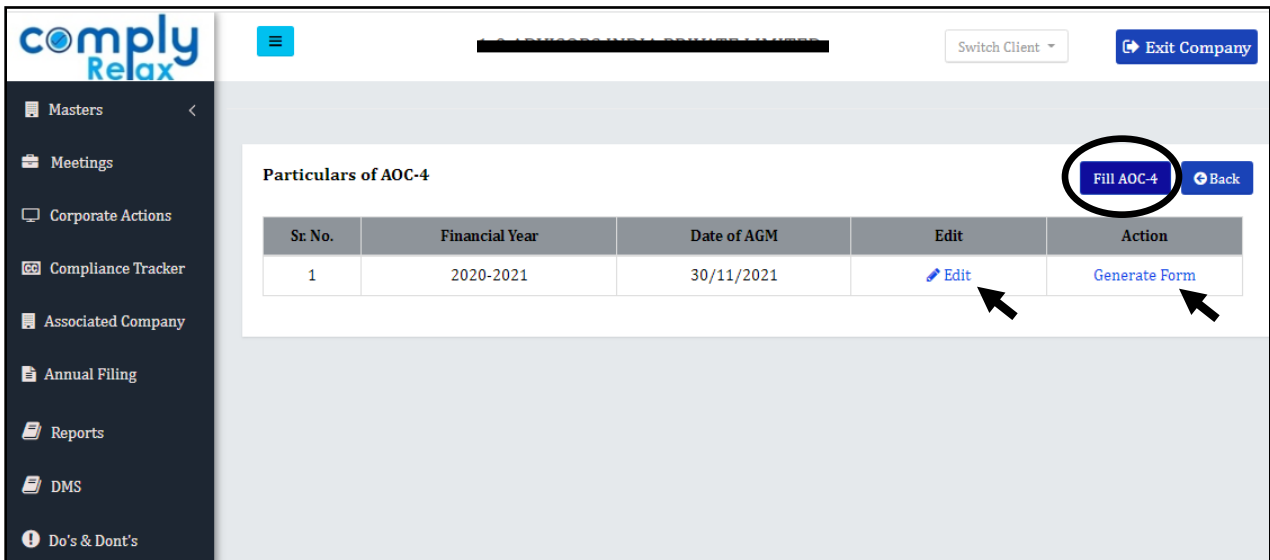 comply
Relax
Switch Client
Exit Company
Masters
Meetings
Corporate Actions
Compliance Tracker
Associated Company
Annual Filing
Reports
DMS
Do's & Dont's
Particulars of AOC-4
Fill AOC-4
Back
Sr. No. Financial Year Date of AGM Edit Action
1 2020-2021 30/11/2021 Edit Generate Form